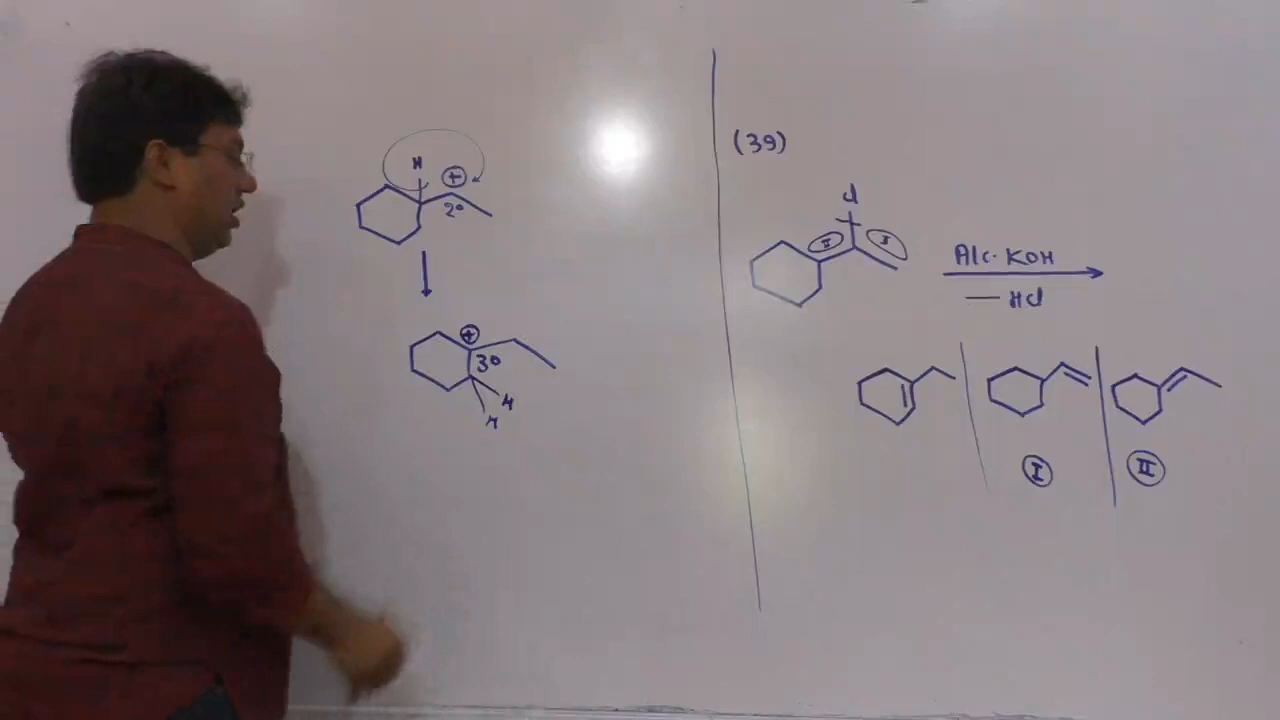 H
+
2°
+
3°
H
H
(39)
Cl
II
I
Alc. KOH
— HCl
I
II